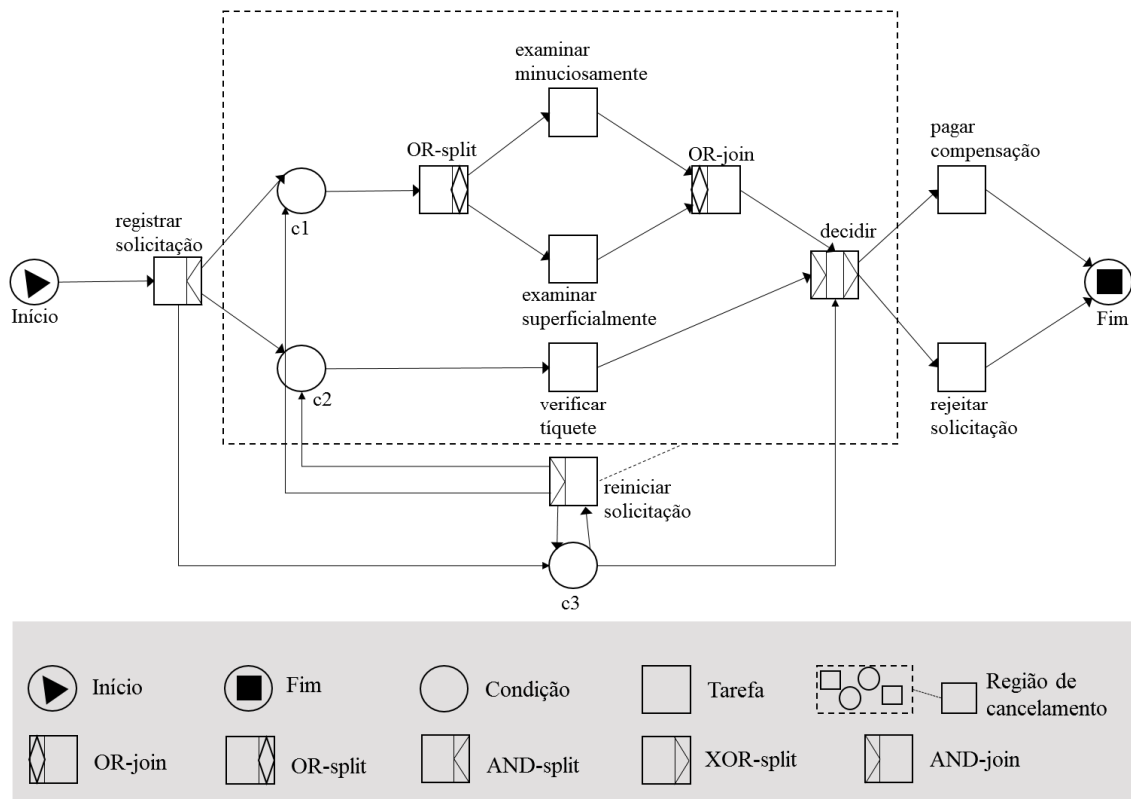 examinar
minuciosamente
OR-split
OR-join
pagar
compensação
registrar
solicitação
c1
decidir
Início
examinar
superficialmente
Fim
c2
verificar
tíquete
rejeitar
solicitação
reiniciar
solicitação
c3
Início
Fim
Condição
Tarefa
Região de
cancelamento
OR-join
OR-split
AND-split
XOR-split
AND-join